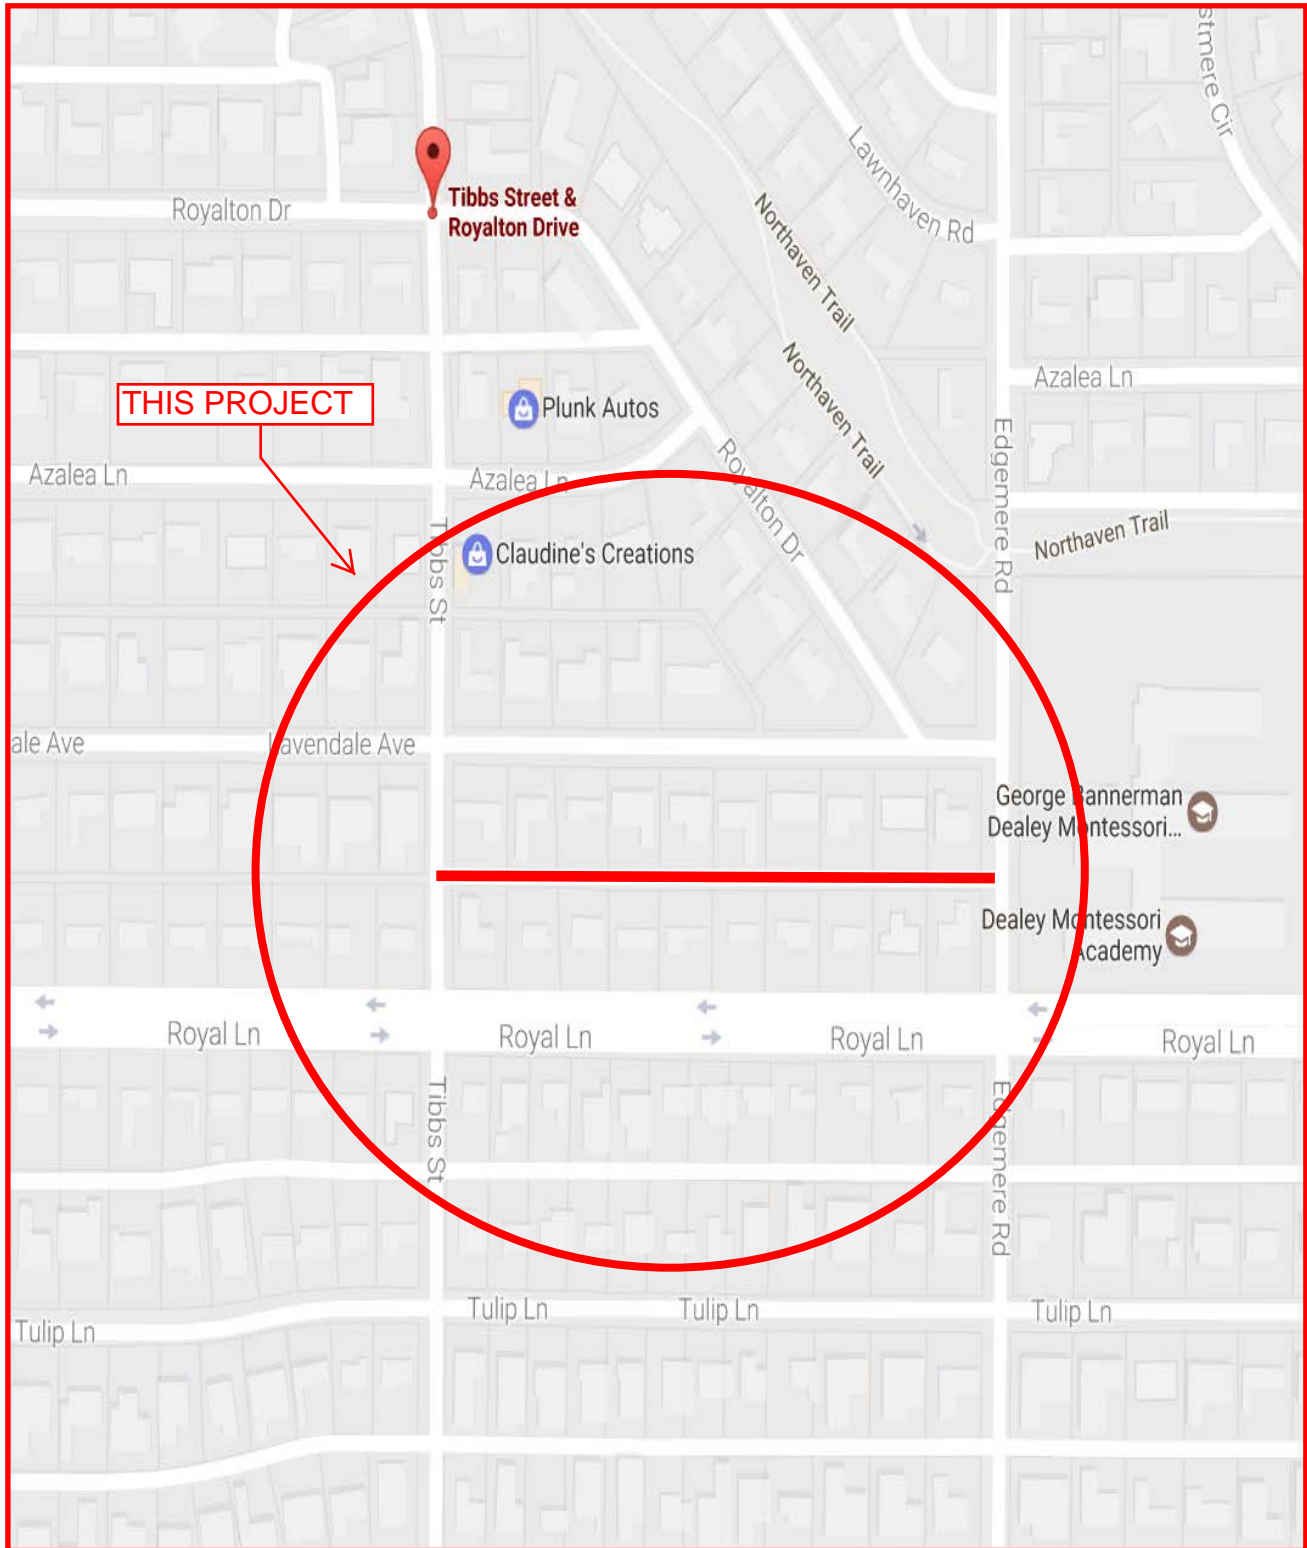 stmere Cir
Lawnhaven Rd
Tibbs Street &
Royalton Drive
Royalton Dr
Northaven Trail
Northaven Trail
Azalea Ln
THIS PROJECT
Plunk Autos
Edgemere Rd
Azalea Ln
Azalea Ln
Royalton Dr
Northaven Trail
Tibbs St
Claudine's Creations
ale Ave
Lavendale Ave
George Bannerman
Dealey Montessori...
Dealey Montessori
Academy
Royal Ln
Royal Ln
Royal Ln
Royal Ln
Tibbs St
Edgemere Rd
Tulip Ln
Tulip Ln
Tulip Ln
Tulip Ln